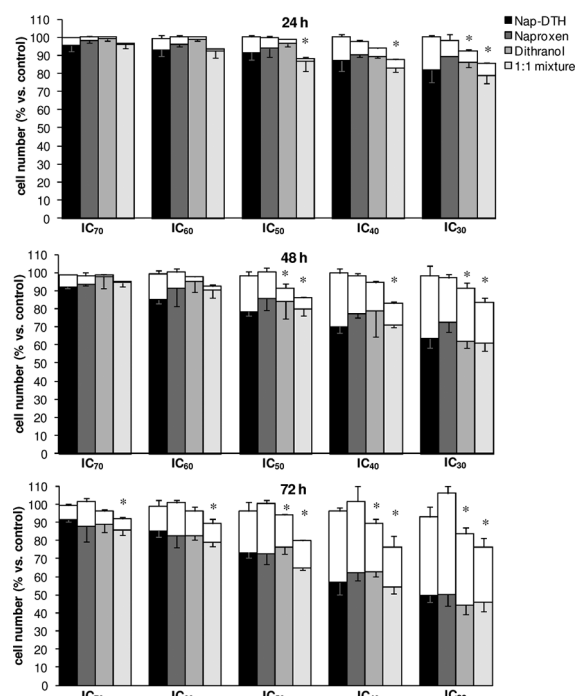 24 h
Nap-DTH
Naproxen
Dithranol
1:1 mixture
cell number (% vs. control)
110
100
90
80
70
60
50
40
30
20
10
0
* * * *
IC70 IC60 IC50 IC40 IC30
48 h
cell number (% vs. control)
110
100
90
80
70
60
50
40
30
20
10
0
* * * * *
IC70 IC60 IC50 IC40 IC30
72 h
cell number (% vs. control)
110
100
90
80
70
60
50
40
30
20
10
0
* * * * * * * *